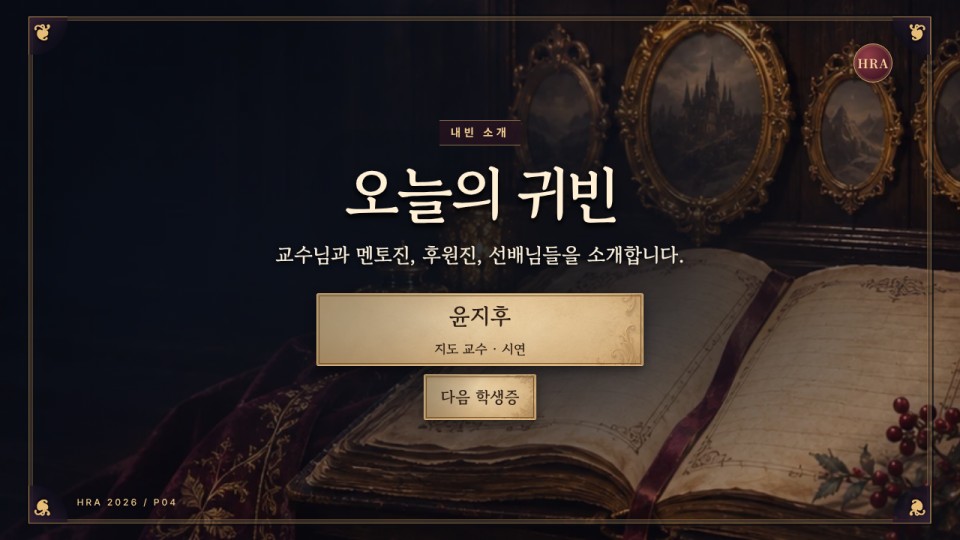 HRA
내빈 소개
오늘의 귀빈
교수님과 멘토진, 후원진, 선배님들을 소개합니다.
윤지후
지도 교수 · 시연
다음 학생증
HRA 2026 / P04